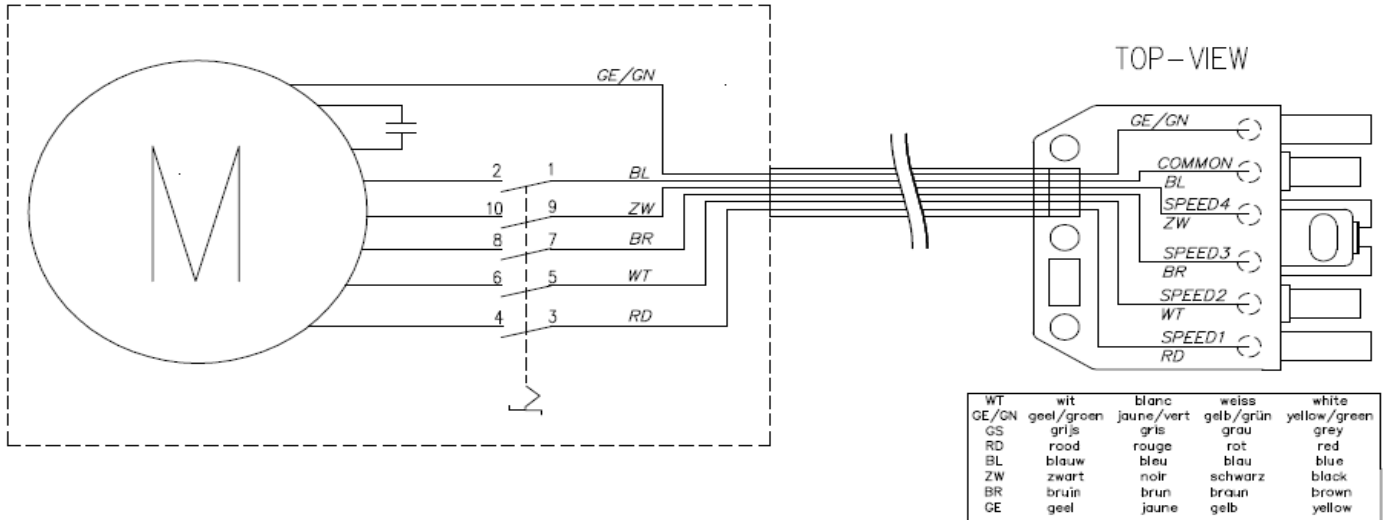 TOP-VIEW
GE/GN
M
2 1 BL
10 9 ZW
8 7 BR
6 5 WT
4 3 RD
GE/GN
COMMON
BL
SPEED4
ZW
SPEED3
BR
SPEED2
WT
SPEED1
RD
WT wit blanc weiss white
GE/GN geel/groen jaune/vert gelb/grün yellow/green
GS grijs gris grau grey
RD rood rouge rot red
BL blauw bleu blau blue
ZW zwart noir schwarz black
BR bruin brun braun brown
GE geel jaune gelb yellow